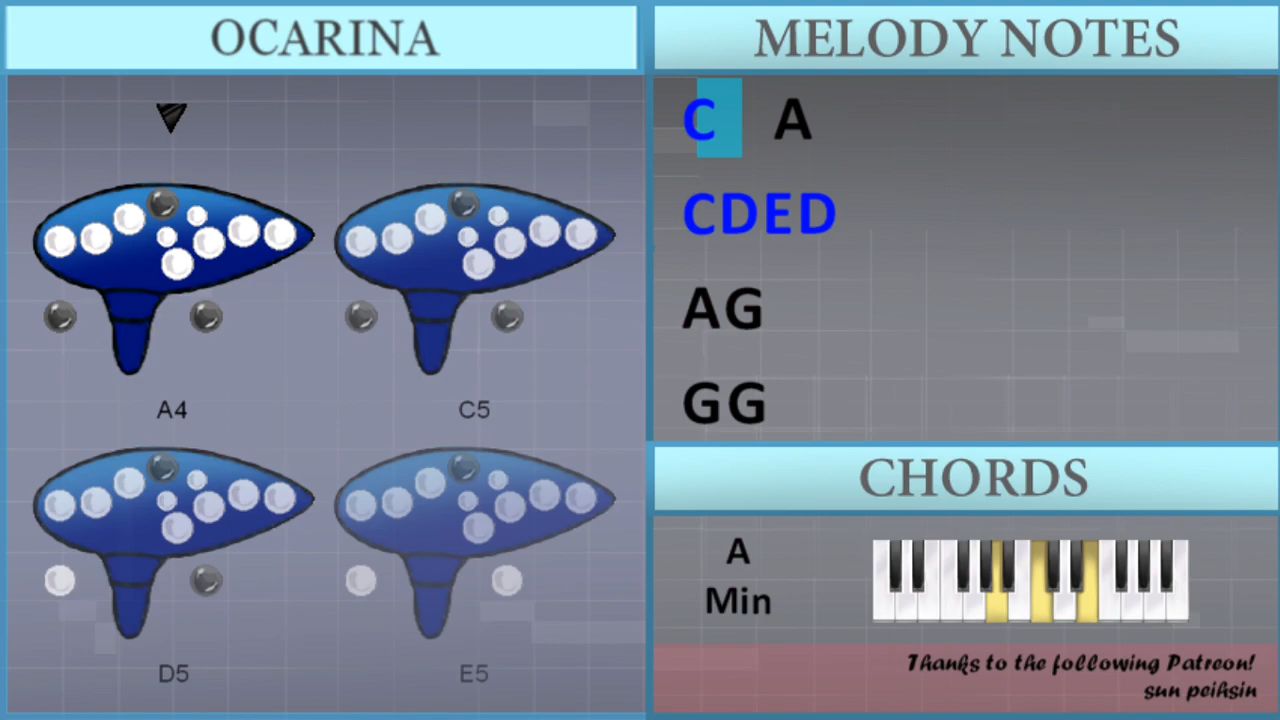 OCARINA
A4 C5
D5 E5
MELODY NOTES
C A
CDED
AG
GG
CHORDS
A
Min
Thanks to the following Patreon!
sun peihsin